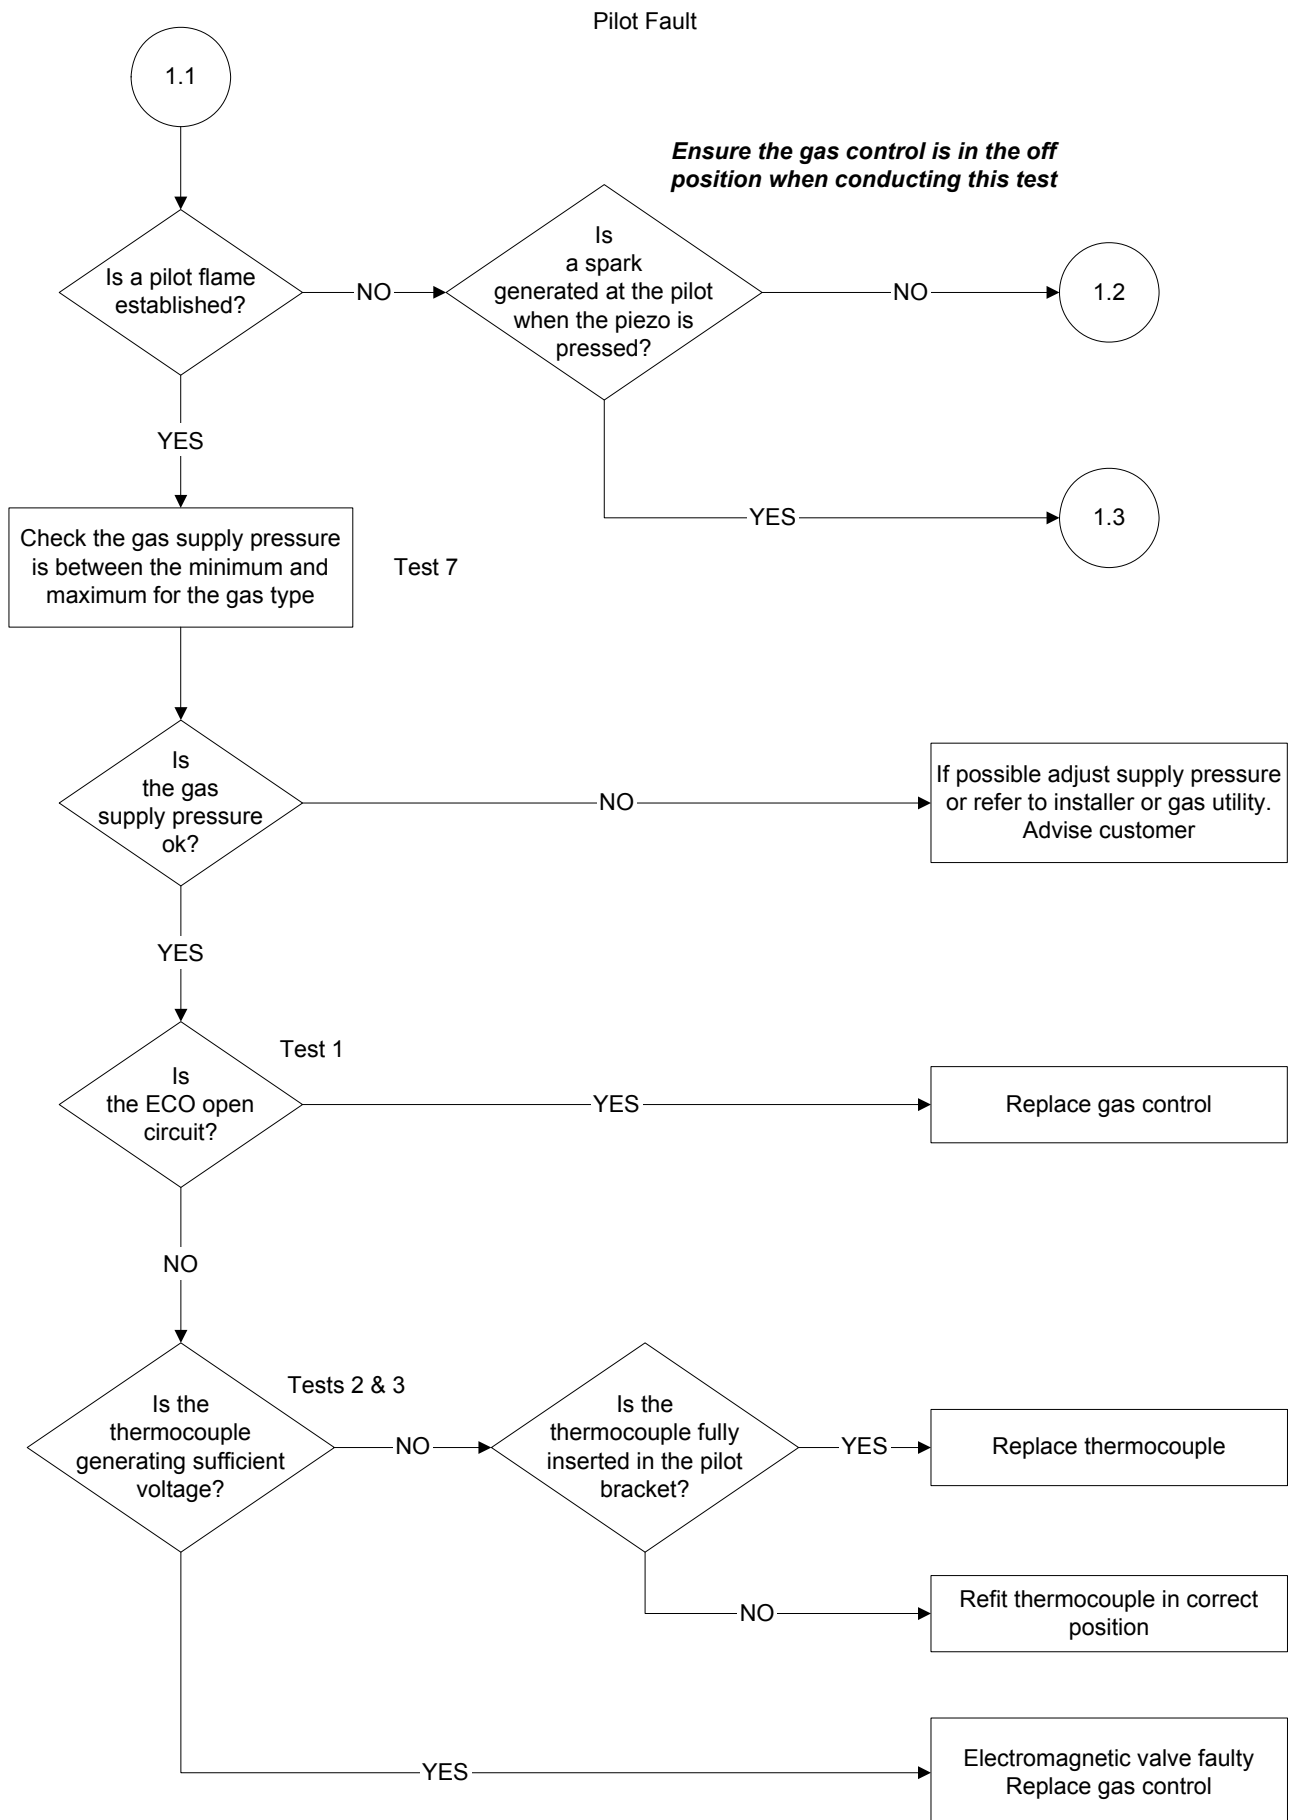 Pilot Fault
1.1
Ensure the gas control is in the off
position when conducting this test
Is a pilot flame
established?
NO
Is
a spark
generated at the pilot
when the piezo is
pressed?
NO
1.2
YES
YES
1.3
Check the gas supply pressure
is between the minimum and
maximum for the gas type
Test 7
Is
the gas
supply pressure
ok?
NO
If possible adjust supply pressure
or refer to installer or gas utility.
Advise customer
YES
Test 1
Is
the ECO open
circuit?
YES
Replace gas control
NO
Tests 2 & 3
Is the
thermocouple
generating sufficient
voltage?
NO
Is the
thermocouple fully
inserted in the pilot
bracket?
YES
Replace thermocouple
NO
Refit thermocouple in correct
position
YES
Electromagnetic valve faulty
Replace gas control